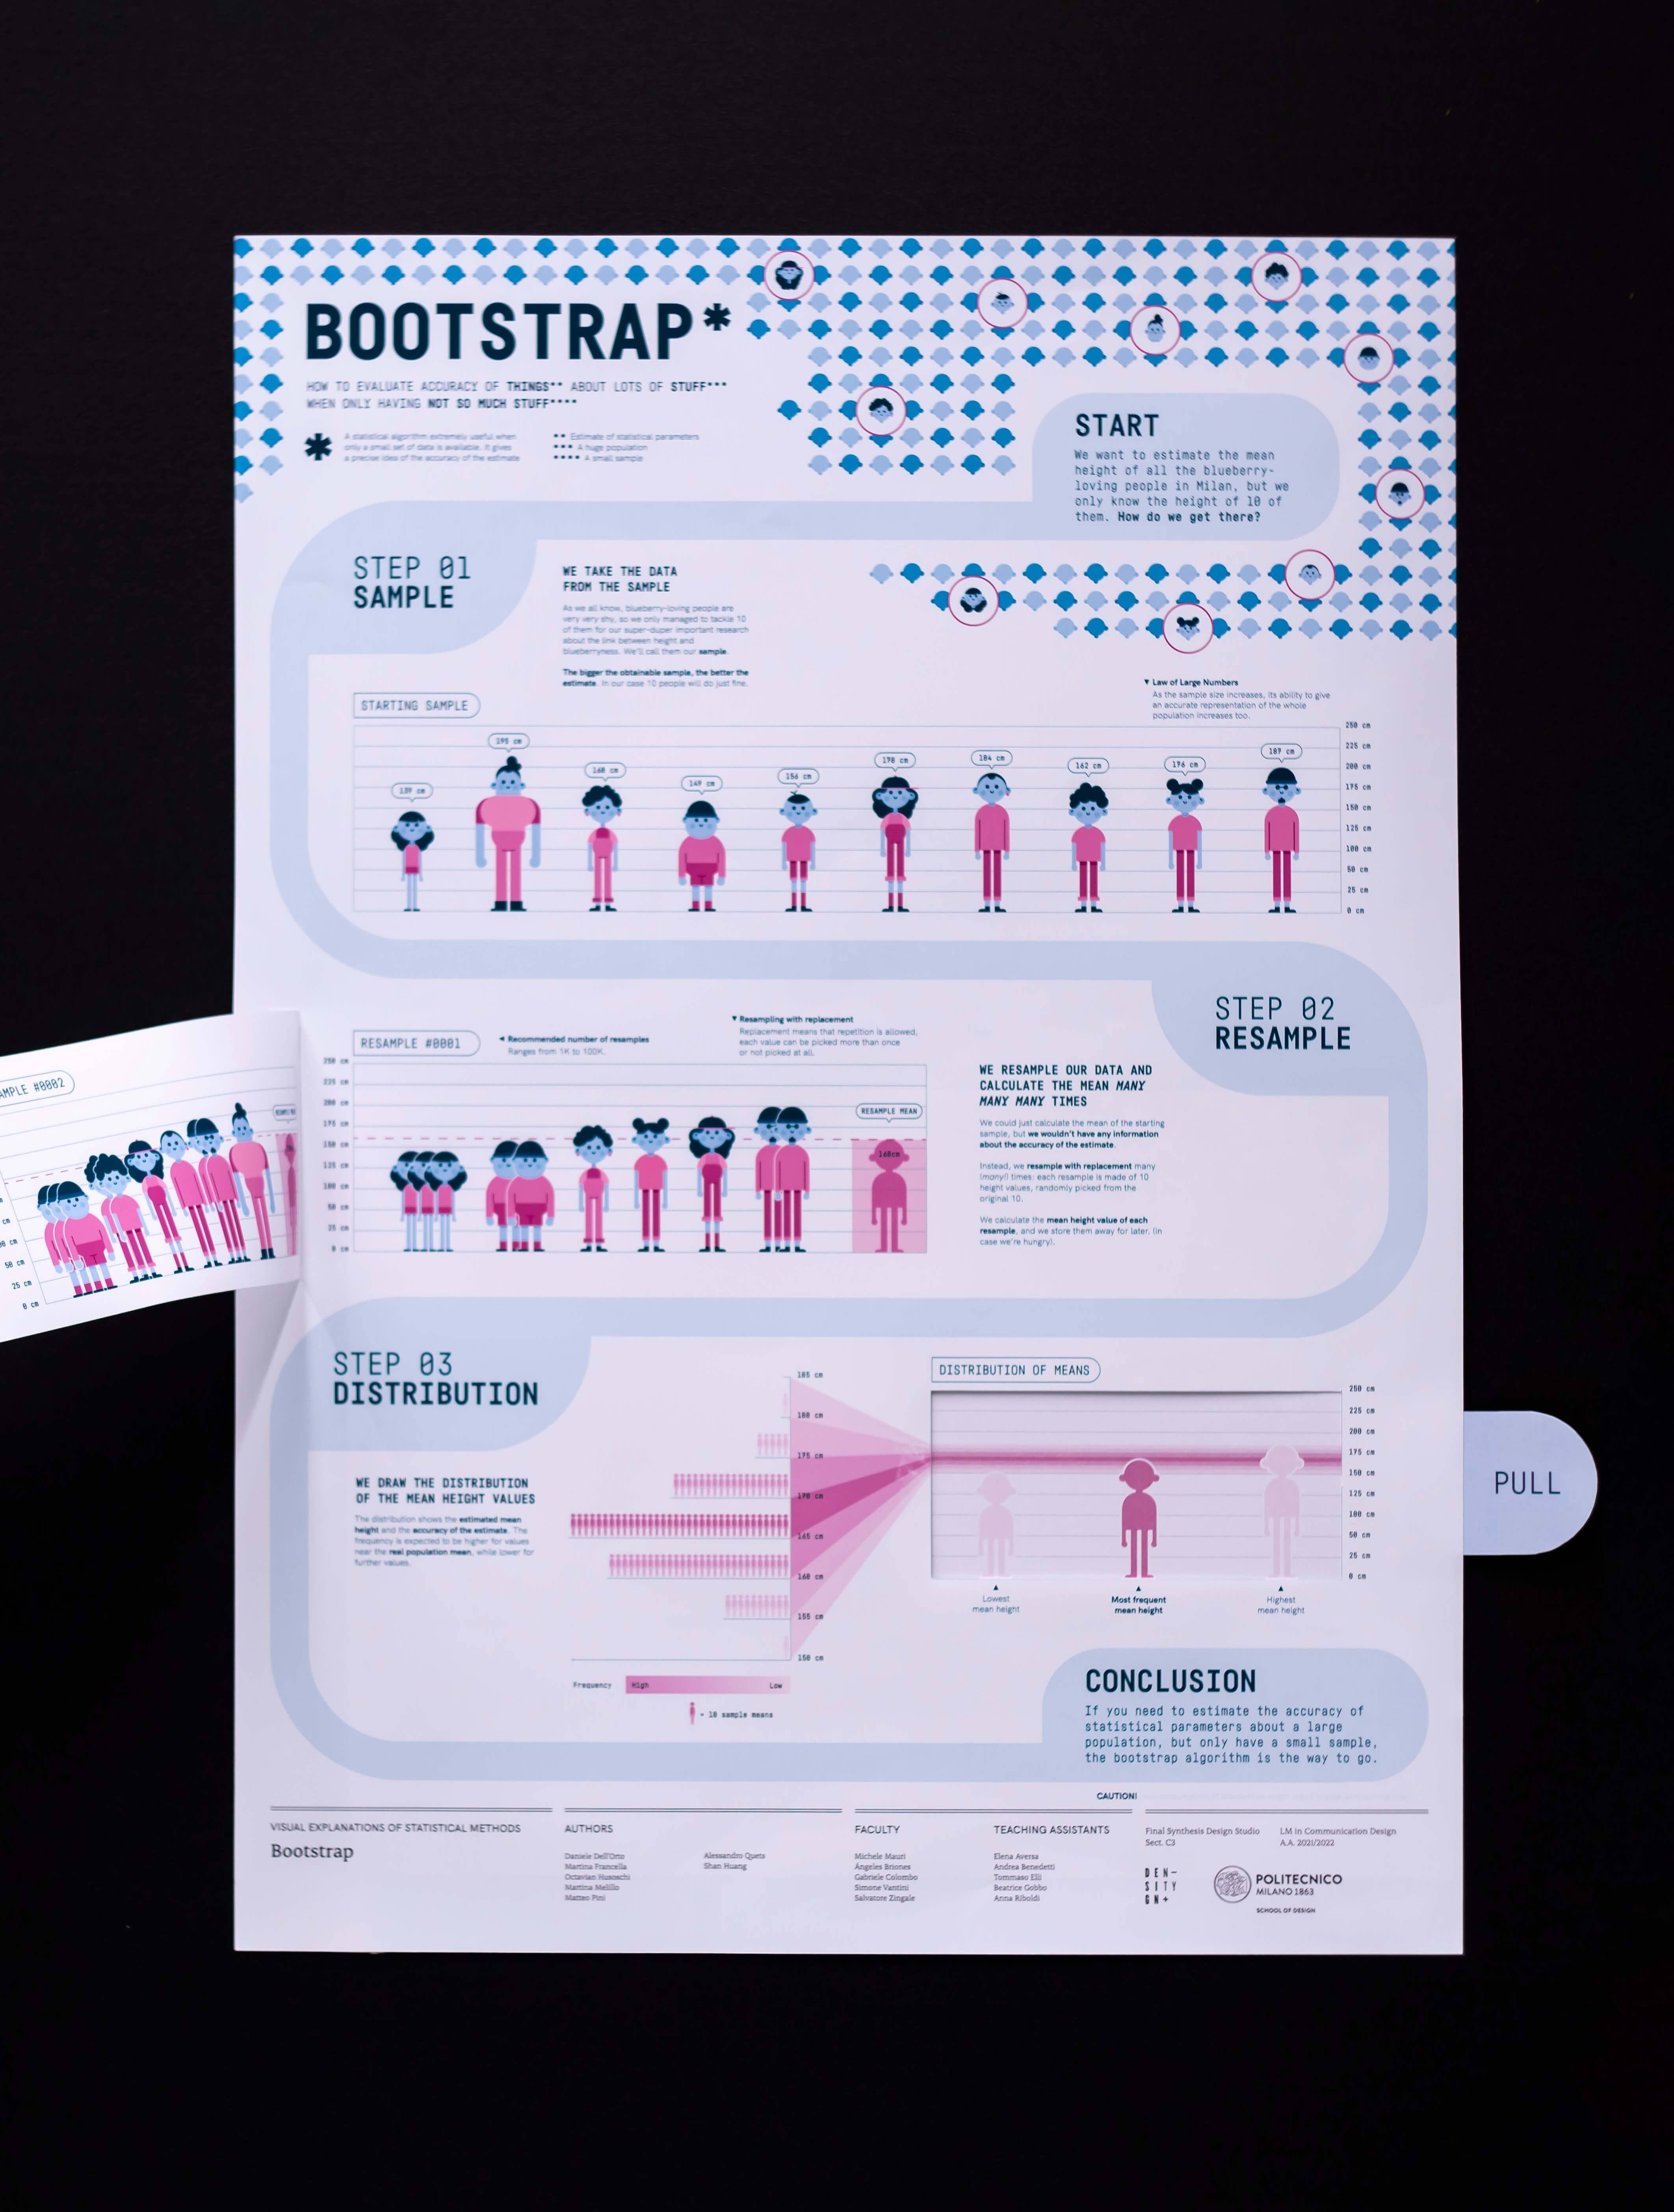 BOOTSTRAP*
HOW TO EVALUATE ACCURACY OF THINGS** ABOUT LOTS OF STUFF***
WHEN ONLY HAVING NOT SO MUCH STUFF****
* A statistical algorithm extremely useful when
only a small set of data is available. It gives
a precise idea of the accuracy of the estimate
** Estimate of statistical parameters
*** A huge population
**** A small sample
START
We want to estimate the mean
height of all the blueberry-
loving people in Milan, but we
only know the height of 10 of
them. How do we get there?
STEP 01
SAMPLE
WE TAKE THE DATA
FROM THE SAMPLE
As we all know, blueberry-loving people are
very very shy, so we only managed to tackle 10
of them for our super-duper important research
about the link between height and
blueberryness. We'll call them our sample.
The bigger the obtainable sample, the better the
estimate. In our case 10 people will do just fine.
▼ Law of Large Numbers
As the sample size increases, its ability to give
an accurate representation of the whole
population increases too.
STARTING SAMPLE
139 cm
195 cm
160 cm
149 cm
156 cm
178 cm
184 cm
162 cm
176 cm
187 cm
250 cm
225 cm
200 cm
175 cm
150 cm
125 cm
100 cm
50 cm
25 cm
0 cm
STEP 02
RESAMPLE
RESAMPLE #0001
◄ Recommended number of resamples
Ranges from 1K to 100K.
▼ Resampling with replacement
Replacement means that repetition is allowed,
each value can be picked more than once
or not picked at all.
250 cm
225 cm
200 cm
175 cm
150 cm
125 cm
100 cm
50 cm
25 cm
0 cm
RESAMPLE MEAN
160cm
WE RESAMPLE OUR DATA AND
CALCULATE THE MEAN MANY
MANY MANY TIMES
We could just calculate the mean of the starting
sample, but we wouldn't have any information
about the accuracy of the estimate.
Instead, we resample with replacement many
(many!) times: each resample is made of 10
height values, randomly picked from the
original 10.
We calculate the mean height value of each
resample, and we store them away for later. (in
case we're hungry).
AMPLE #0002
50 cm
25 cm
0 cm
STEP 03
DISTRIBUTION
WE DRAW THE DISTRIBUTION
OF THE MEAN HEIGHT VALUES
The distribution shows the estimated mean
height and the accuracy of the estimate. The
frequency is expected to be higher for values
near the real population mean, while lower for
further values.
185 cm
180 cm
175 cm
170 cm
165 cm
160 cm
155 cm
150 cm
Frequency High Low
= 10 sample means
DISTRIBUTION OF MEANS
250 cm
225 cm
200 cm
175 cm
150 cm
125 cm
100 cm
50 cm
25 cm
0 cm
▲ Lowest
mean height
▲ Most frequent
mean height
▲ Highest
mean height
PULL
CONCLUSION
If you need to estimate the accuracy of
statistical parameters about a large
population, but only have a small sample,
the bootstrap algorithm is the way to go.
CAUTION!
VISUAL EXPLANATIONS OF STATISTICAL METHODS
Bootstrap
AUTHORS
Daniele Dell'Orto
Martina Francella
Octavian Husoschi
Martina Melillo
Matteo Pini
Alessandro Quets
Shan Huang
FACULTY
Michele Mauri
Ángeles Briones
Gabriele Colombo
Simone Vantini
Salvatore Zingale
TEACHING ASSISTANTS
Elena Aversa
Andrea Benedetti
Tommaso Elli
Beatrice Gobbo
Anna Riboldi
Final Synthesis Design Studio
Sect. C3
LM in Communication Design
A.A. 2021/2022
DEN-
SITY
GN+
POLITECNICO
MILANO 1863
SCHOOL OF DESIGN